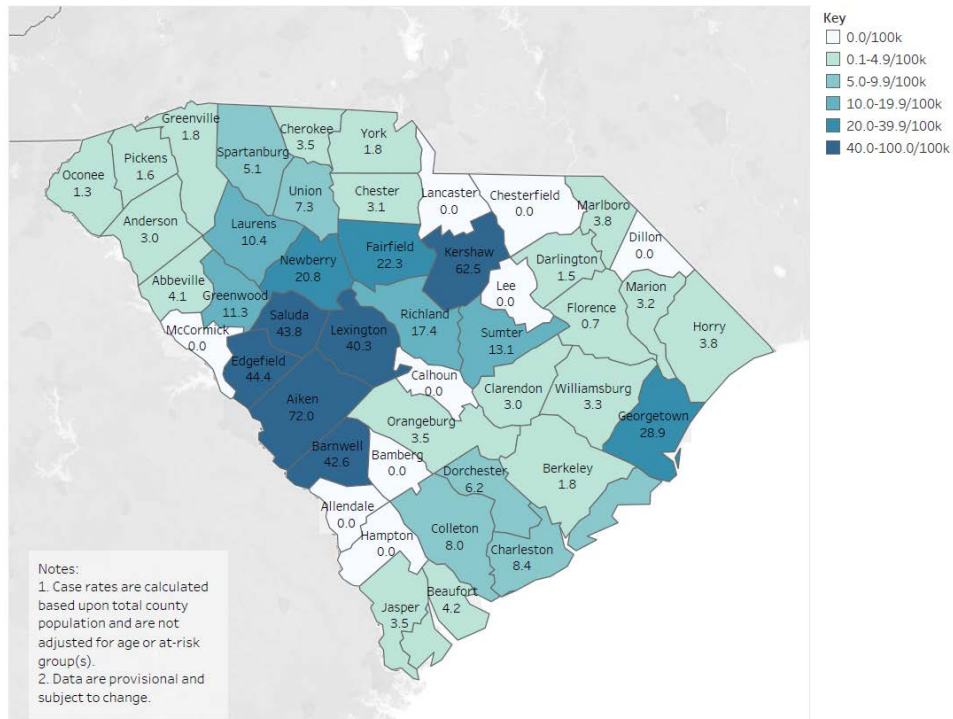 Key
0.0/100k
0.1-4.9/100k
5.0-9.9/100k
10.0-19.9/100k
20.0-39.9/100k
40.0-100.0/100k
Greenville
1.8
Cherokee
3.5
York
1.8
Spartanburg
5.1
Pickens
1.6
Oconee
1.3
Union
7.3
Chester
3.1
Lancaster
0.0
Chesterfield
0.0
Marlboro
3.8
Anderson
3.0
Laurens
10.4
Dillon
0.0
Fairfield
22.3
Kershaw
62.5
Newberry
20.8
Darlington
1.5
Abbeville
4.1
Greenwood
11.3
Lee
0.0
Marion
3.2
Florence
0.7
Saluda
43.8
Lexington
40.3
Richland
17.4
Sumter
13.1
Horry
3.8
McCormick
0.0
Edgefield
44.4
Calhoun
0.0
Clarendon
3.0
Williamsburg
3.3
Aiken
72.0
Orangeburg
3.5
Georgetown
28.9
Barnwell
42.6
Bamberg
0.0
Dorchester
6.2
Berkeley
1.8
Allendale
0.0
Colleton
8.0
Hampton
0.0
Charleston
8.4
Beaufort
4.2
Jasper
3.5
Notes:
1. Case rates are calculated
based upon total county
population and are not
adjusted for age or at-risk
group(s).
2. Data are provisional and
subject to change.